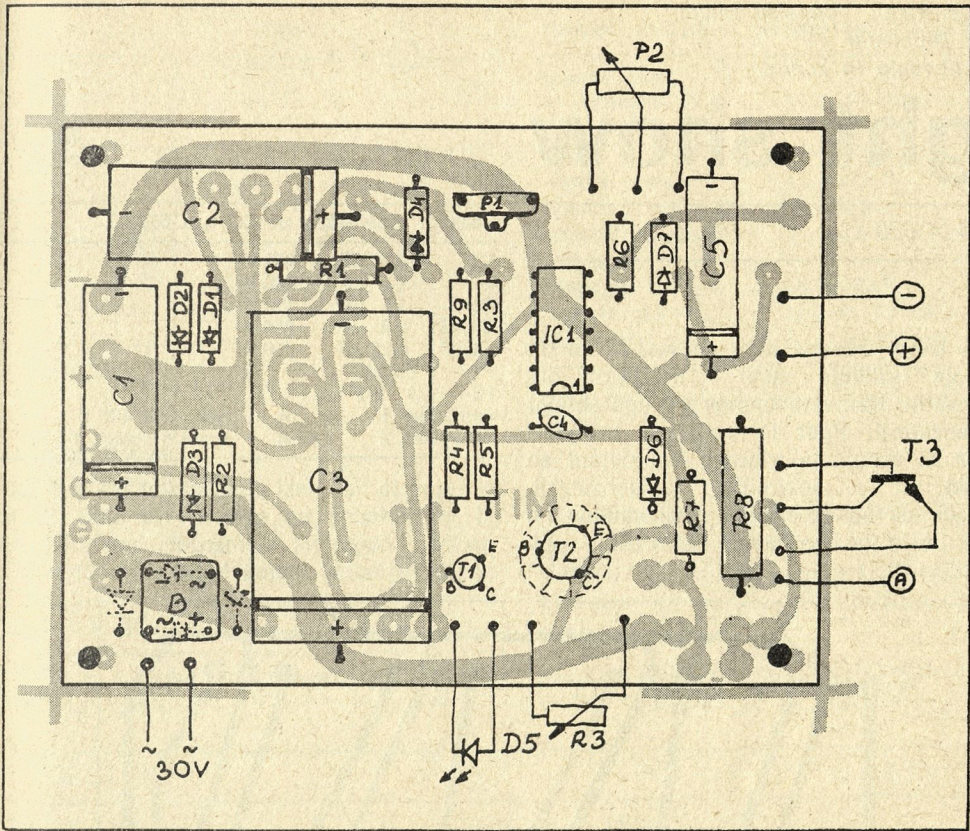 P2
C2
- +
D4
P1
R6
D7
C5
-
+
R1
D2
D1
-
C1
+
R9
R3
IC1
1
-
+
C4
D3
R2
C3
+
R4
R5
D6
R7
R8
T3
TIM
T1
E
B
C
T2
E
B
C
A
B
~
~
+
D5
R3
~ ~
30V